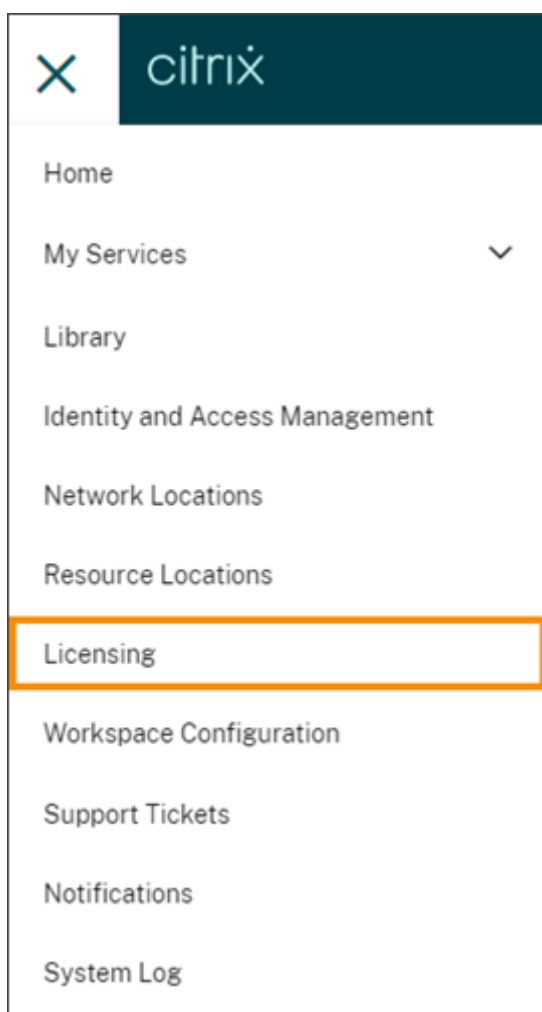 citrix
Home
My Services
Library
Identity and Access Management
Network Locations
Resource Locations
Licensing
Workspace Configuration
Support Tickets
Notifications
System Log